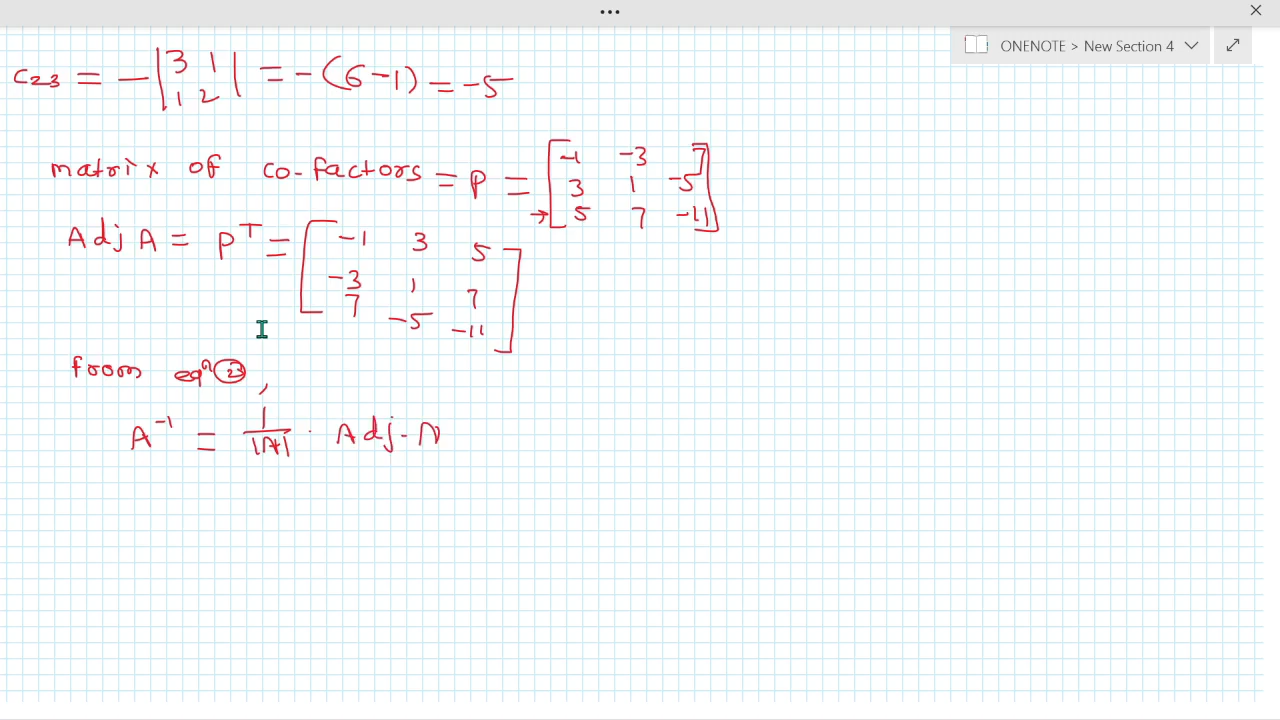 ONENOTE > New Section 4
C23 = -|3 1| = -(6-1) = -5
|1 2|
matrix of co-factors = P = [-1 -3 7]
[3 1 -5]
→ [5 7 -11]
Adj A = P^T = [-1 3 5]
[-3 1 7]
[7 -5 -11]
from eqn ②,
A^-1 = 1/|A| · Adj-